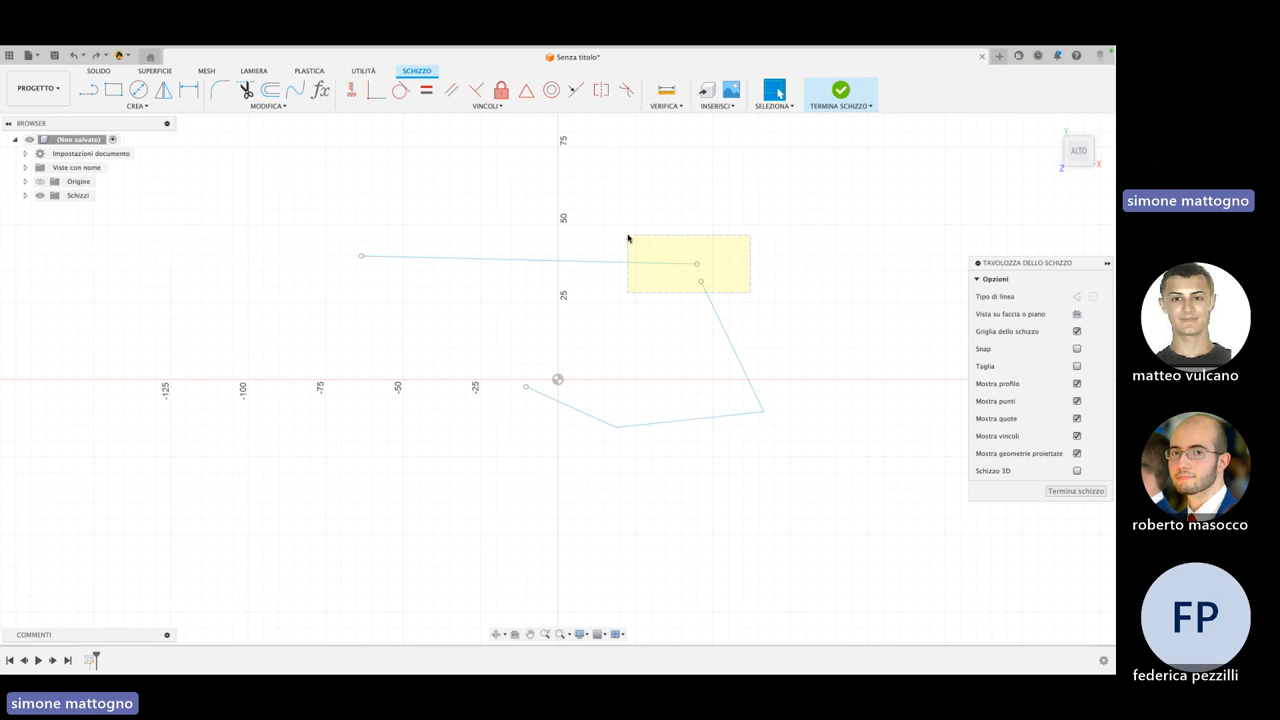 Senza titolo*
PROGETTO
SOLIDO
SUPERFICIE
MESH
LAMIERA
PLASTICA
UTILITÀ
SCHIZZO
CREA
MODIFICA
VINCOLI
VERIFICA
INSERISCI
SELEZIONA
TERMINA SCHIZZO
BROWSER
(Non salvato)
Impostazioni documento
Viste con nome
Origine
Schizzi
75
50
25
-125
-100
-75
-50
-25
Y
ALTO
Z
X
TAVOLOZZA DELLO SCHIZZO
Opzioni
Tipo di linea
Vista su faccia o piano
Griglia dello schizzo
Snap
Taglia
Mostra profilo
Mostra punti
Mostra quote
Mostra vincoli
Mostra geometrie proiettate
Schizzo 3D
Termina schizzo
COMMENTI
simone mattogno
simone mattogno
matteo vulcano
roberto masocco
FP
federica pezzilli